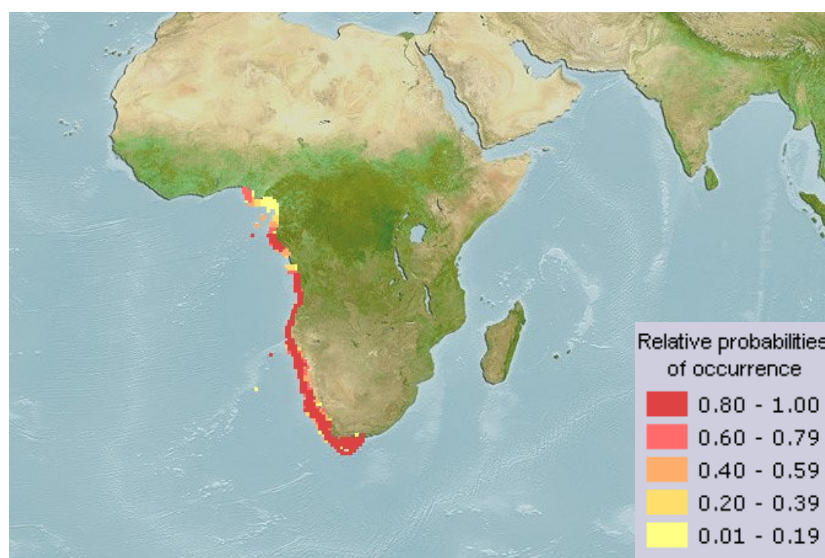 Relative probabilities
of occurrence
0.80 - 1.00
0.60 - 0.79
0.40 - 0.59
0.20 - 0.39
0.01 - 0.19